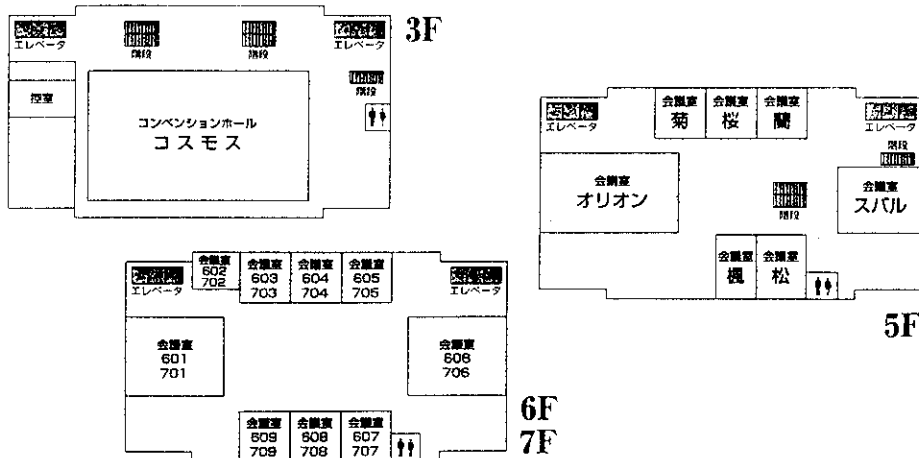 3F
エレベータ
階段
階段
エレベータ
階段
控室
コンベンションホール
コスモス
会議室
菊
会議室
桜
会議室
蘭
エレベータ
エレベータ
階段
会議室
オリオン
階段
会議室
スバル
会議室
楓
会議室
松
5F
エレベータ
会議室
602
702
会議室
603
703
会議室
604
704
会議室
605
705
エレベータ
会議室
601
701
会議室
606
706
会議室
609
709
会議室
608
708
会議室
607
707
6F
7F